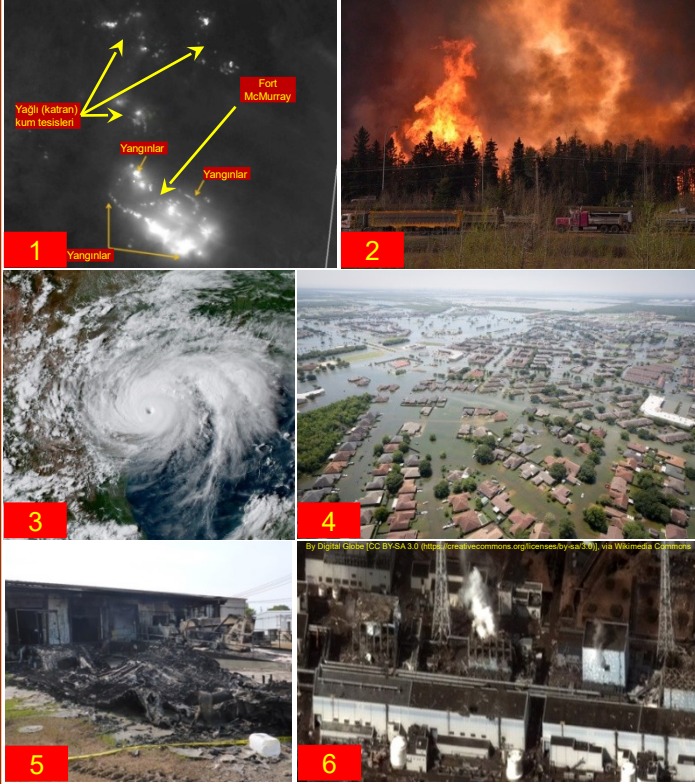 Yağlı (katran)
kum tesisleri
Fort
McMurray
Yangınlar
Yangınlar
Yangınlar
1
2
3
4
By Digital Globe [CC BY-SA 3.0 (https://creativecommons.org/licenses/by-sa/3.0)], via Wikimedia Commons
5
6